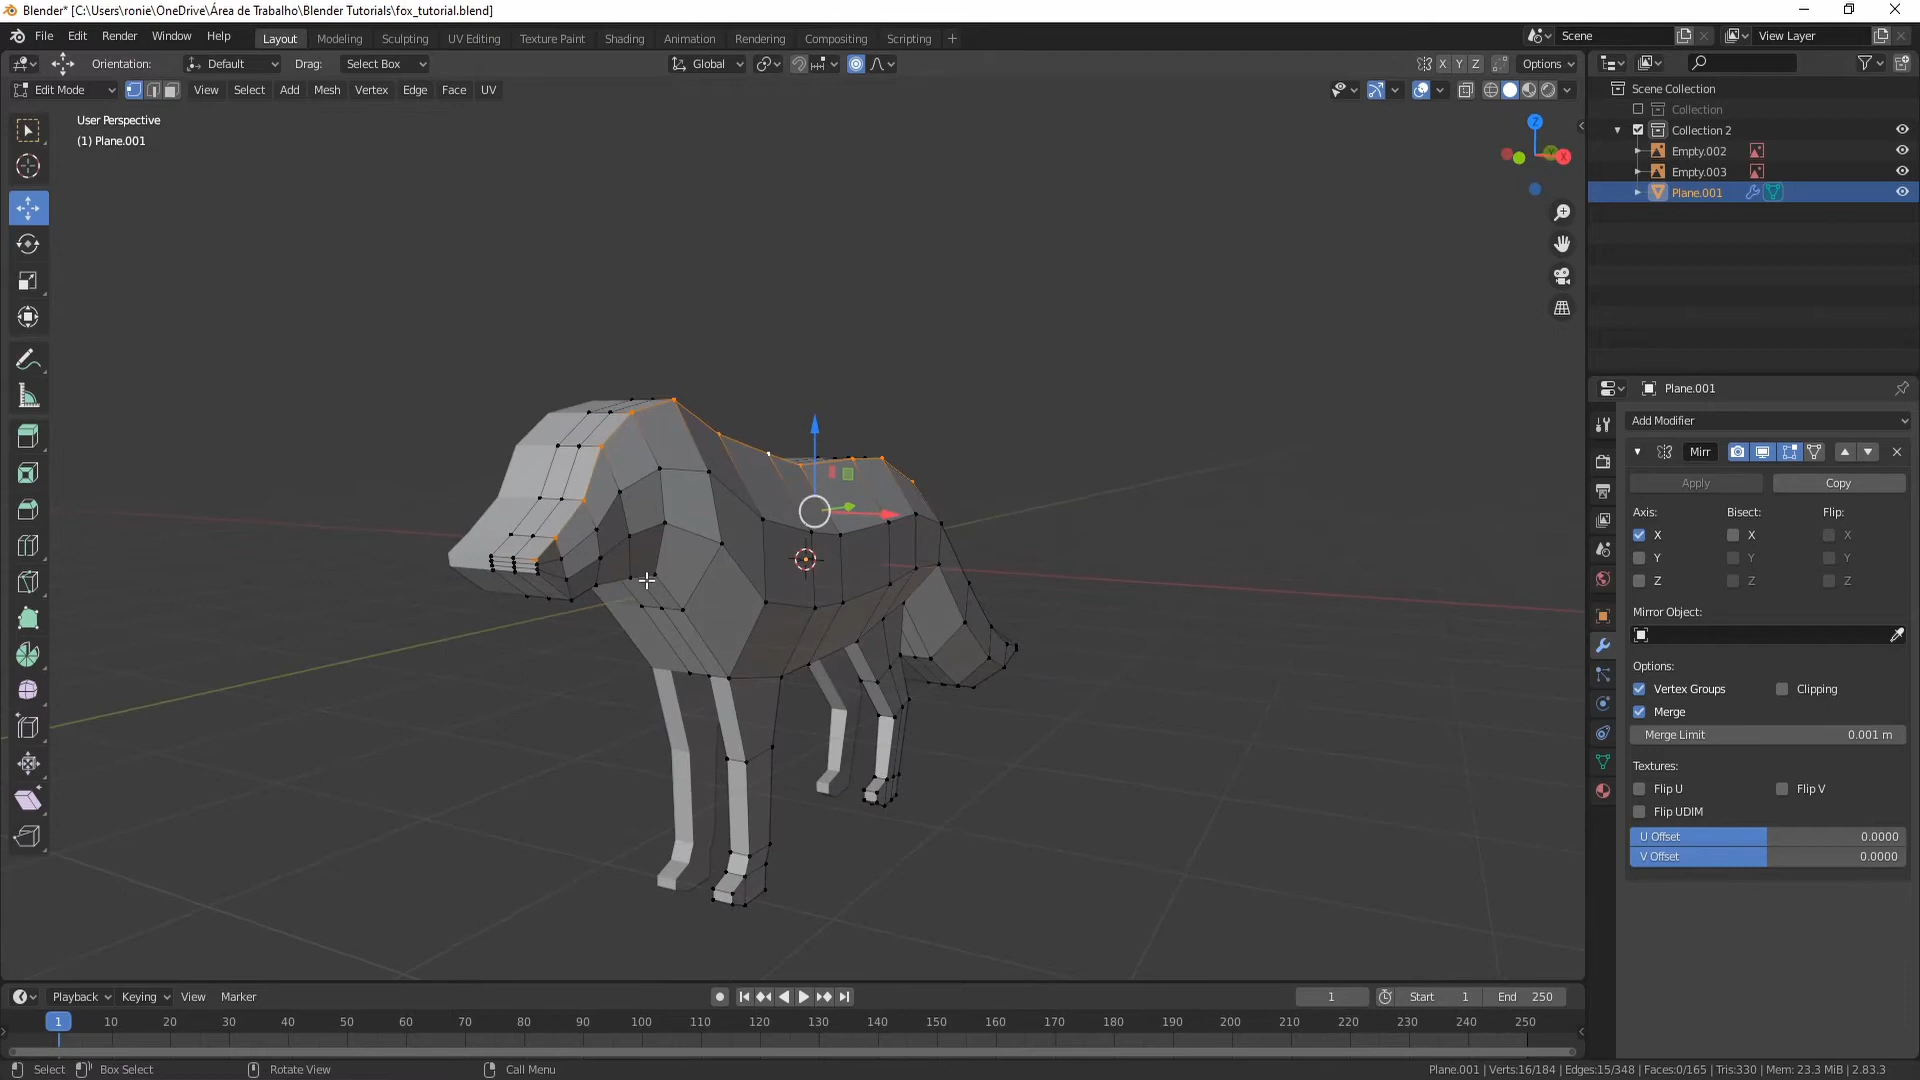 Blender* [C:\Users\ronie\OneDrive\Área de Trabalho\Blender Tutorials\fox_tutorial.blend]
File Edit Render Window Help Layout Modeling Sculpting UV Editing Texture Paint Shading Animation Rendering Compositing Scripting Scene View Layer
Orientation: Default Drag: Select Box Global X Y Z Options
Edit Mode View Select Add Mesh Vertex Edge Face UV
User Perspective
(1) Plane.001
Z
Y
X
Scene Collection
Collection
Collection 2
Empty.002
Empty.003
Plane.001
Plane.001
Add Modifier
Mirr
Apply Copy
Axis: Bisect: Flip:
X X X
Y Y Y
Z Z Z
Mirror Object:
Options:
Vertex Groups Clipping
Merge
Merge Limit 0.001 m
Textures:
Flip U Flip V
Flip UDIM
U Offset 0.0000
V Offset 0.0000
Playback Keying View Marker 1 Start 1 End 250
1 10 20 30 40 50 60 70 80 90 100 110 120 130 140 150 160 170 180 190 200 210 220 230 240 250
Select Box Select Rotate View Call Menu Plane.001 | Verts:16/184 | Edges:15/348 | Faces:0/165 | Tris:330 | Mem: 23.3 MiB | 2.83.3